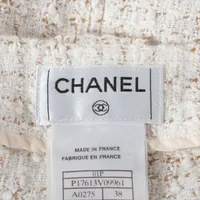 CHANEL
MADE IN FRANCE
FABRIQUE EN FRANCE
01P
P17613V09961
A0275 38